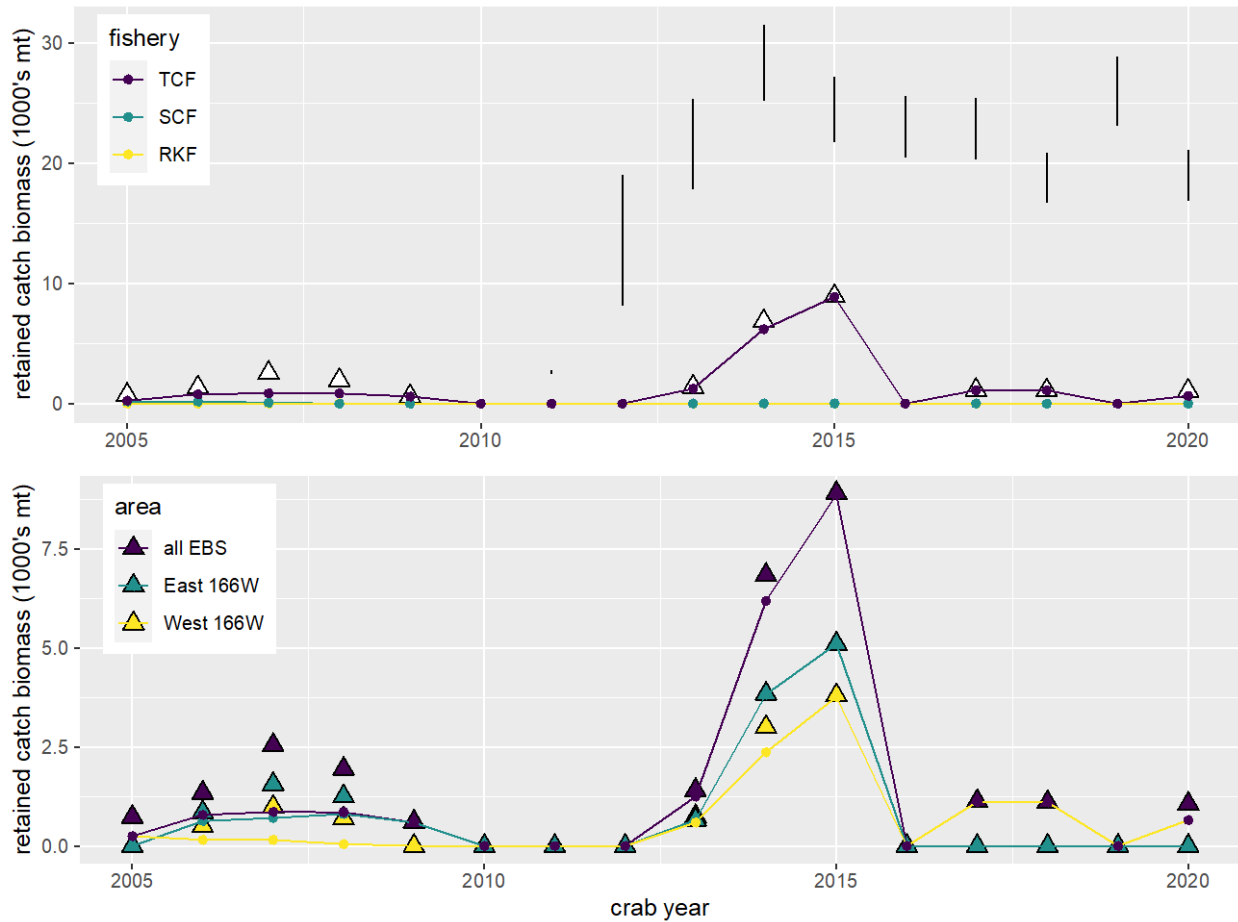 fishery
TCF
SCF
RKF
retained catch biomass (1000's mt)
30
20
10
0
2005
2010
2015
2020
area
all EBS
East 166W
West 166W
retained catch biomass (1000's mt)
7.5
5.0
2.5
0.0
2005
2010
2015
2020
crab year